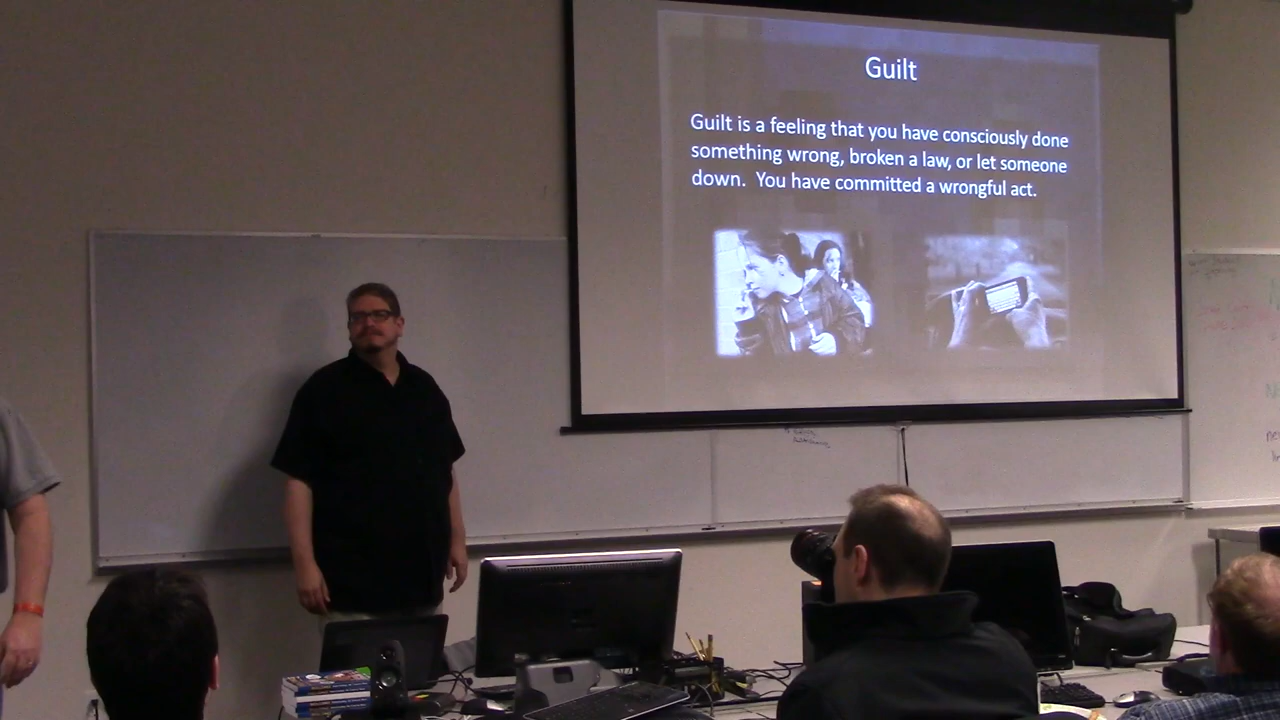 Guilt
Guilt is a feeling that you have consciously done
something wrong, broken a law, or let someone
down.  You have committed a wrongful act.